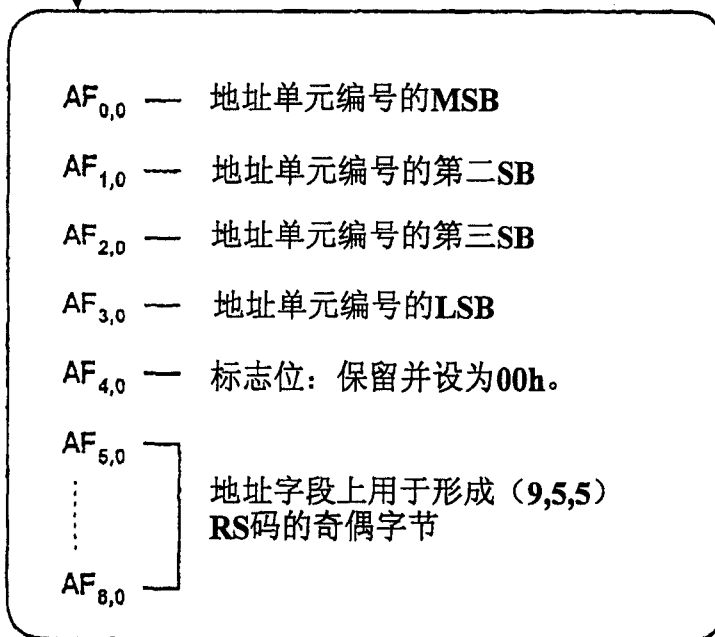 AF0,0 — 地址单元编号的MSB
AF1,0 — 地址单元编号的第二SB
AF2,0 — 地址单元编号的第三SB
AF3,0 — 地址单元编号的LSB
AF4,0 — 标志位：保留并设为00h。
AF5,0
地址字段上用于形成（9,5,5）
RS码的奇偶字节
AF8,0